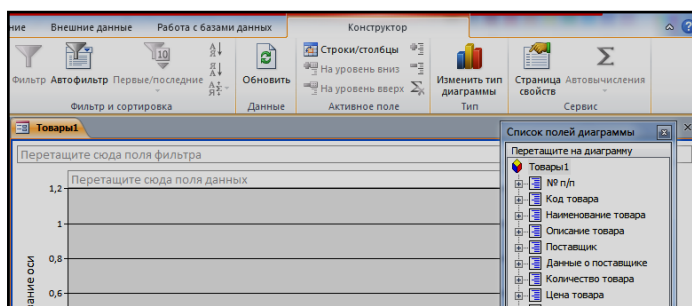 ние Внешние данные Работа с базами данных Конструктор
Фильтр Автофильтр Первые/последние
Обновить
Строки/столбцы
На уровень вниз
На уровень вверх
Изменить тип диаграммы
Страница свойств
Автовычисления
Фильтр и сортировка Данные Активное поле Тип Сервис
Товары1
Перетащите сюда поля фильтра
Перетащите сюда поля данных
1,2
1
0,8
0,6
ание оси
Список полей диаграммы
Перетащите на диаграмму
Товары1
№ п/п
Код товара
Наименование товара
Описание товара
Поставщик
Данные о поставщике
Количество товара
Цена товара